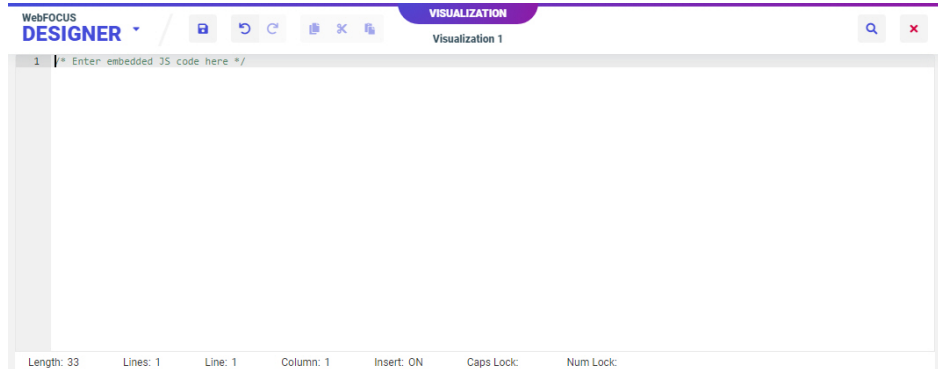 WebFOCUS
DESIGNER
VISUALIZATION
Visualization 1
1 /* Enter embedded JS code here */
Length: 33 Lines: 1 Line: 1 Column: 1 Insert: ON Caps Lock: Num Lock: